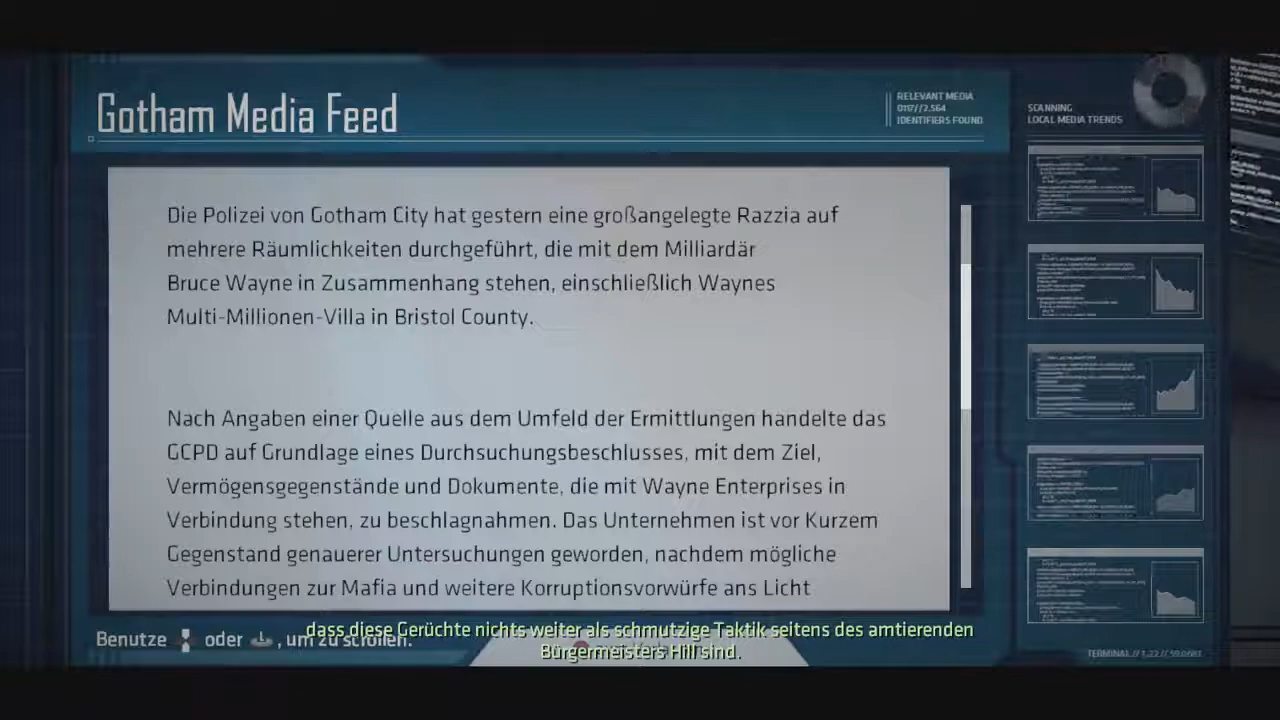 Gotham Media Feed
RELEVANT MEDIA
0117//2.564
IDENTIFIERS FOUND
SCANNING
LOCAL MEDIA TRENDS
Die Polizei von Gotham City hat gestern eine großangelegte Razzia auf
mehrere Räumlichkeiten durchgeführt, die mit dem Milliardär
Bruce Wayne in Zusammenhang stehen, einschließlich Waynes
Multi-Millionen-Villa in Bristol County.
Nach Angaben einer Quelle aus dem Umfeld der Ermittlungen handelte das
GCPD auf Grundlage eines Durchsuchungsbeschlusses, mit dem Ziel,
Vermögensgegenstände und Dokumente, die mit Wayne Enterprises in
Verbindung stehen, zu beschlagnahmen. Das Unternehmen ist vor Kurzem
Gegenstand genauerer Untersuchungen geworden, nachdem mögliche
Verbindungen zur Mafia und weitere Korruptionsvorwürfe ans Licht
Benutze oder , um zu scrollen.
dass diese Gerüchte nichts weiter als schmutzige Taktik seitens des amtierenden
Bürgermeisters Hill sind.